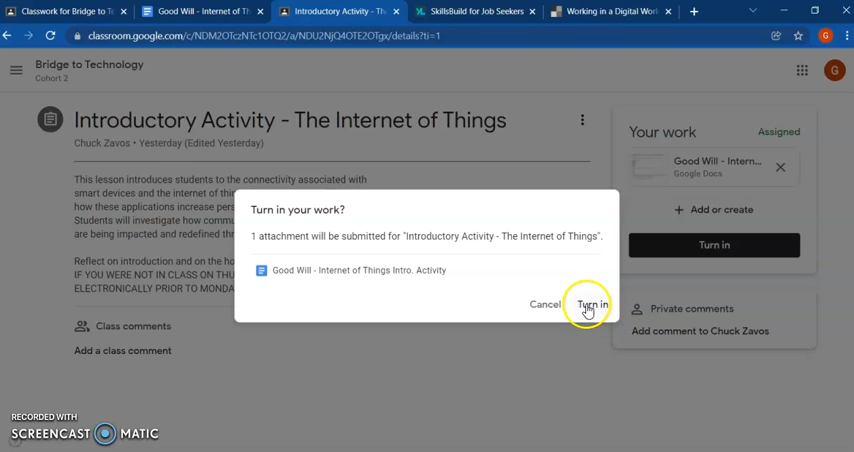 Classwork for Bridge to Te
Good Will - Internet of Th
Introductory Activity - The
SkillsBuild for Job Seekers
Working in a Digital Worl
classroom.google.com/c/NDM2OTczNTc1OTQ2/a/NDU2NjQ4OTE2OTgx/details?ti=1
G
Bridge to Technology
Cohort 2
G
Introductory Activity - The Internet of Things
Chuck Zavos • Yesterday (Edited Yesterday)
This lesson introduces students to the connectivity associated with
smart devices and the internet of thin
how these applications increase pers
Students will investigate how commu
are being impacted and redefined thr
Reflect on introduction and on the ho
IF YOU WERE NOT IN CLASS ON THU
ELECTRONICALLY PRIOR TO MONDA
Class comments
Add a class comment
Turn in your work?
1 attachment will be submitted for "Introductory Activity - The Internet of Things".
Good Will - Internet of Things Intro. Activity
Cancel
Turn in
Your work
Assigned
Good Will - Intern...
Google Docs
+ Add or create
Turn in
Private comments
Add comment to Chuck Zavos
RECORDED WITH
SCREENCAST MATIC